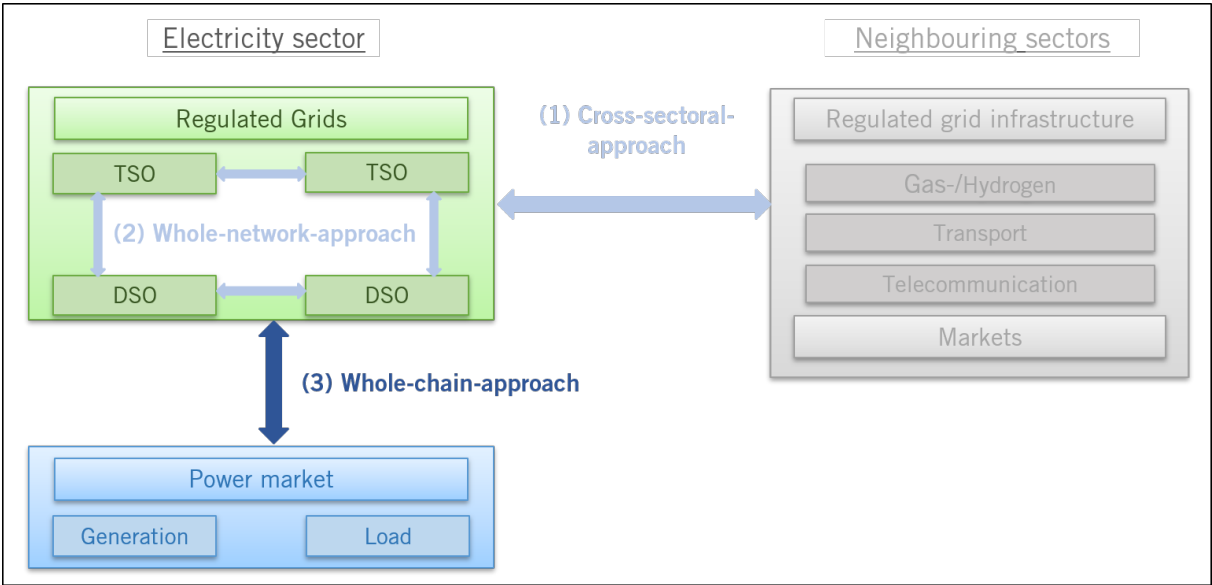 Electricity sector
Neighbouring sectors
Regulated Grids
TSO
TSO
(2) Whole-network-approach
DSO
DSO
(1) Cross-sectoral-
approach
Regulated grid infrastructure
Gas-/Hydrogen
Transport
Telecommunication
Markets
(3) Whole-chain-approach
Power market
Generation
Load